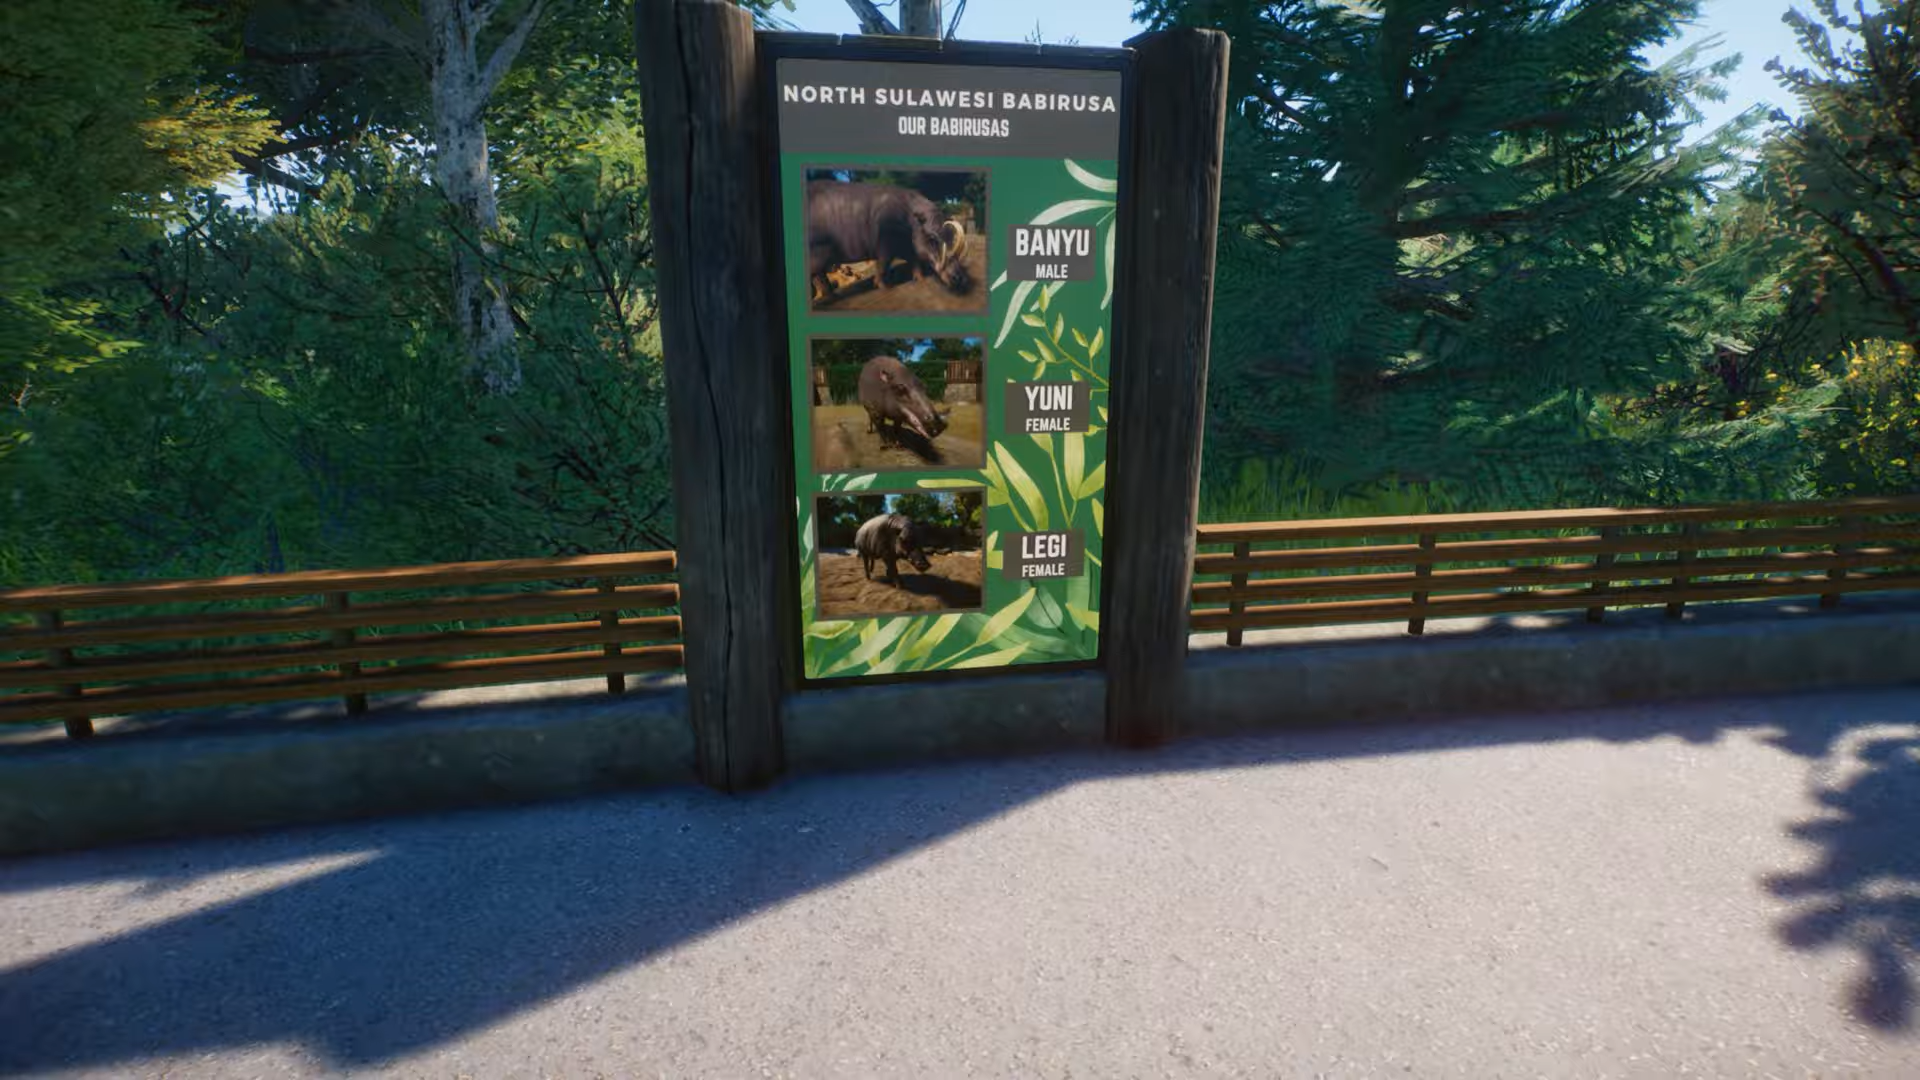 NORTH SULAWESI BABIRUSA
OUR BABIRUSAS
BANYU
MALE
YUNI
FEMALE
LEGI
FEMALE